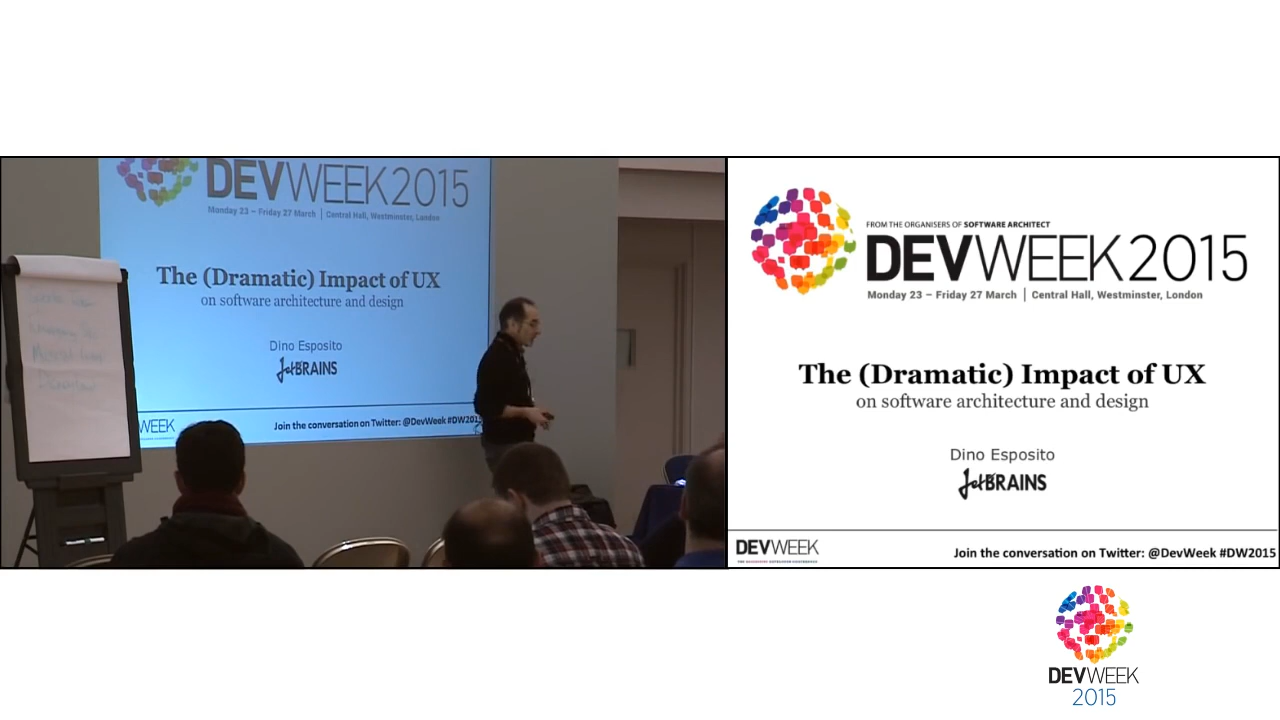 DEVWEEK2015
Monday 23 – Friday 27 March | Central Hall, Westminster, London
The (Dramatic) Impact of UX
on software architecture and design
Dino Esposito
JetBRAINS
WEEK
Join the conversation on Twitter: @DevWeek #DW2015
FROM THE ORGANISERS OF SOFTWARE ARCHITECT
DEVWEEK2015
Monday 23 – Friday 27 March | Central Hall, Westminster, London
The (Dramatic) Impact of UX
on software architecture and design
Dino Esposito
JetBRAINS
DEVWEEK
Join the conversation on Twitter: @DevWeek #DW2015
DEVWEEK
2015